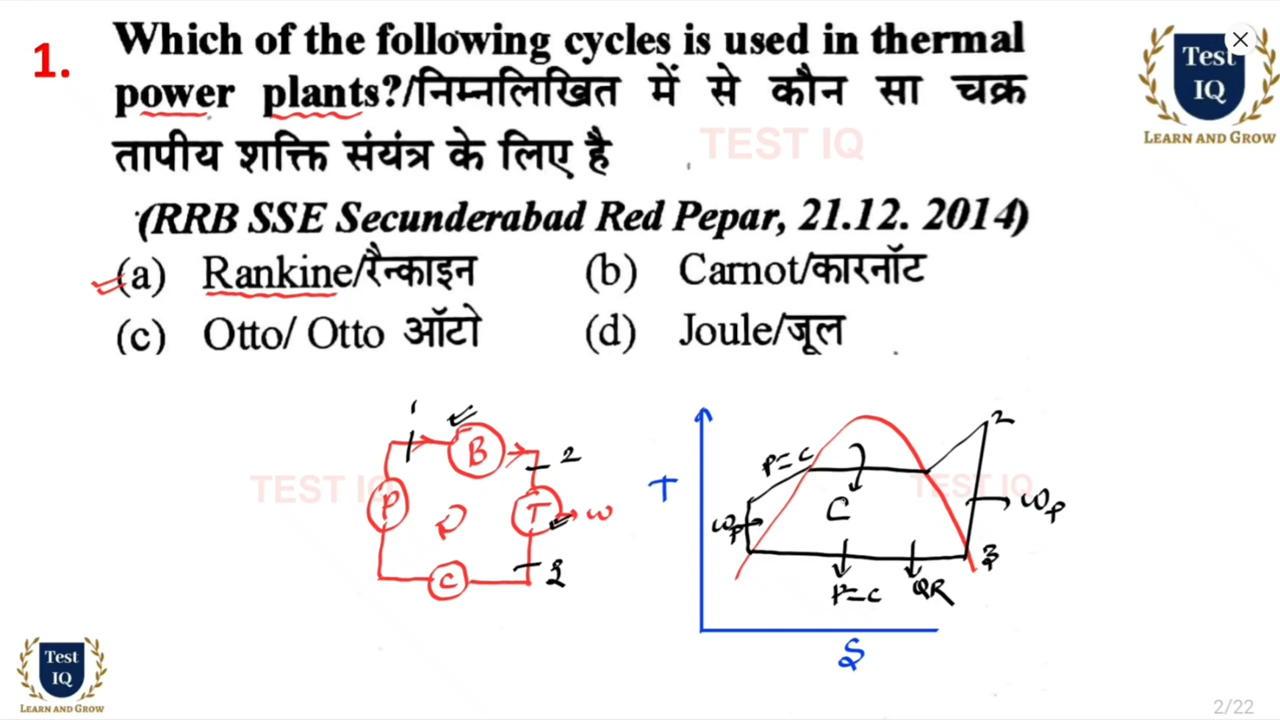 1.
Which of the following cycles is used in thermal
power plants?/निम्नलिखित में से कौन सा चक्र
तापीय शक्ति संयंत्र के लिए है
(RRB SSE Secunderabad Red Pepar, 21.12. 2014)
(a) Rankine/रैन्काइन (b) Carnot/कारनॉट
(c) Otto/ Otto ऑटो (d) Joule/जूल
Test
IQ
LEARN AND GROW
TEST IQ
1
B
2
P
T
W
C
TEST IQ
T
P=C
2
C
TEST IQ
Wp
Wp
3
P=C
QR
S
Test
IQ
LEARN AND GROW
2/22